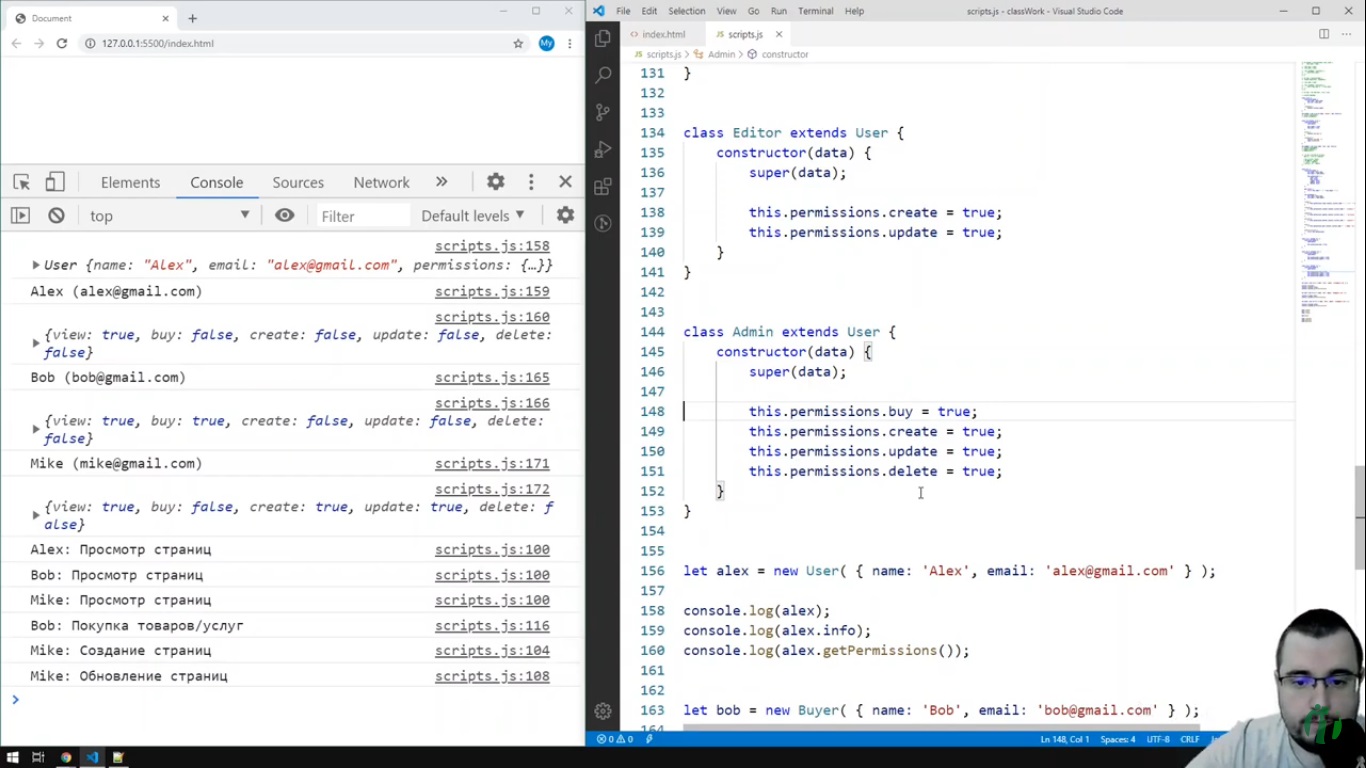 Document
File Edit Selection View Go Run Terminal Help
scripts.js - classWork - Visual Studio Code
127.0.0.1:5500/index.html
My
<> index.html
JS scripts.js
JS scripts.js > Admin > constructor
Elements Console Sources Network »
top
Filter
Default levels
scripts.js:158
User {name: "Alex", email: "alex@gmail.com", permissions: {…}}
Alex (alex@gmail.com) scripts.js:159
scripts.js:160
{view: true, buy: false, create: false, update: false, delete:
false}
Bob (bob@gmail.com) scripts.js:165
scripts.js:166
{view: true, buy: true, create: false, update: false, delete:
false}
Mike (mike@gmail.com) scripts.js:171
scripts.js:172
{view: true, buy: false, create: true, update: true, delete: f
alse}
Alex: Просмотр страниц scripts.js:100
Bob: Просмотр страниц scripts.js:100
Mike: Просмотр страниц scripts.js:100
Bob: Покупка товаров/услуг scripts.js:116
Mike: Создание страниц scripts.js:104
Mike: Обновление страниц scripts.js:108
>
131 }
132
133
134 class Editor extends User {
135 constructor(data) {
136 super(data);
137
138 this.permissions.create = true;
139 this.permissions.update = true;
140 }
141 }
142
143
144 class Admin extends User {
145 constructor(data) {
146 super(data);
147
148 this.permissions.buy = true;
149 this.permissions.create = true;
150 this.permissions.update = true;
151 this.permissions.delete = true;
152 }
153 }
154
155
156 let alex = new User( { name: 'Alex', email: 'alex@gmail.com' } );
157
158 console.log(alex);
159 console.log(alex.info);
160 console.log(alex.getPermissions());
161
162
163 let bob = new Buyer( { name: 'Bob', email: 'bob@gmail.com' } );
164
0 0 Ln 148, Col 1 Spaces: 4 UTF-8 CRLF